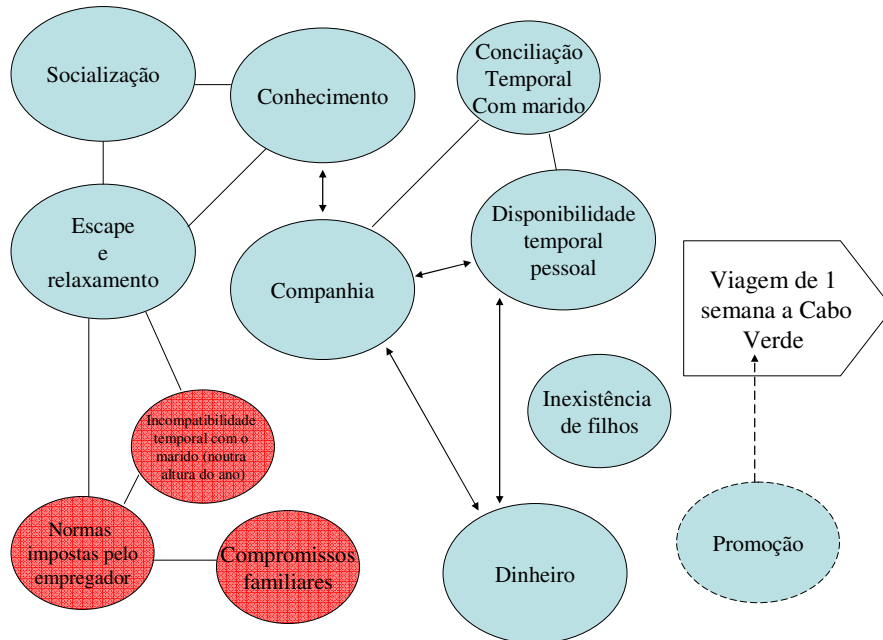 Socialização
Conhecimento
Conciliação
Temporal
Com marido
Escape
e
relaxamento
Companhia
Disponibilidade
temporal
pessoal
Viagem de 1
semana a Cabo
Verde
Inexistência
de filhos
Incompatibilidade
temporal com o
marido (noutra
altura do ano)
Normas
impostas pelo
empregador
Compromissos
familiares
Dinheiro
Promoção